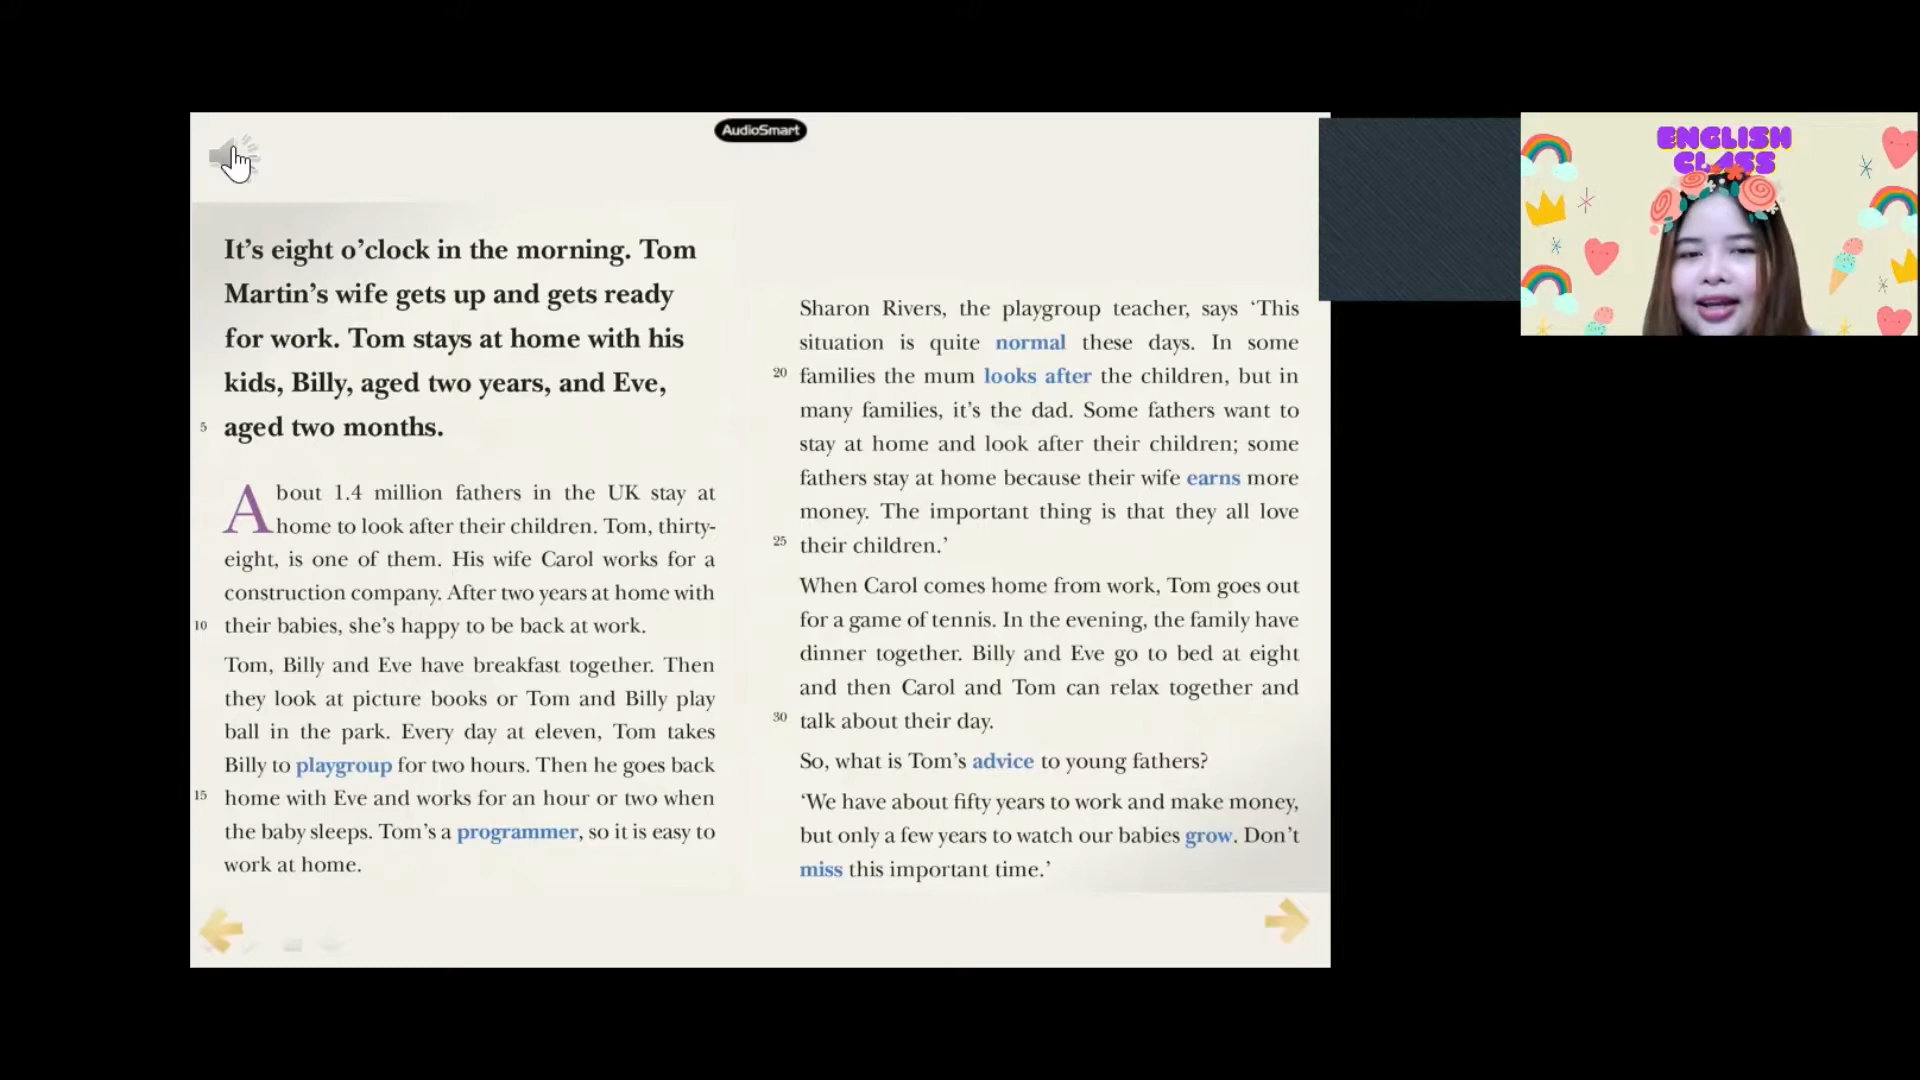 AudioSmart
ENGLISH
CLASS
It’s eight o’clock in the morning. Tom
Martin’s wife gets up and gets ready
for work. Tom stays at home with his
kids, Billy, aged two years, and Eve,
5 aged two months.
About 1.4 million fathers in the UK stay at
home to look after their children. Tom, thirty-
eight, is one of them. His wife Carol works for a
construction company. After two years at home with
10 their babies, she’s happy to be back at work.
Tom, Billy and Eve have breakfast together. Then
they look at picture books or Tom and Billy play
ball in the park. Every day at eleven, Tom takes
Billy to playgroup for two hours. Then he goes back
15 home with Eve and works for an hour or two when
the baby sleeps. Tom’s a programmer, so it is easy to
work at home.
Sharon Rivers, the playgroup teacher, says ‘This
situation is quite normal these days. In some
20 families the mum looks after the children, but in
many families, it’s the dad. Some fathers want to
stay at home and look after their children; some
fathers stay at home because their wife earns more
money. The important thing is that they all love
25 their children.’
When Carol comes home from work, Tom goes out
for a game of tennis. In the evening, the family have
dinner together. Billy and Eve go to bed at eight
and then Carol and Tom can relax together and
30 talk about their day.
So, what is Tom’s advice to young fathers?
‘We have about fifty years to work and make money,
but only a few years to watch our babies grow. Don’t
miss this important time.’